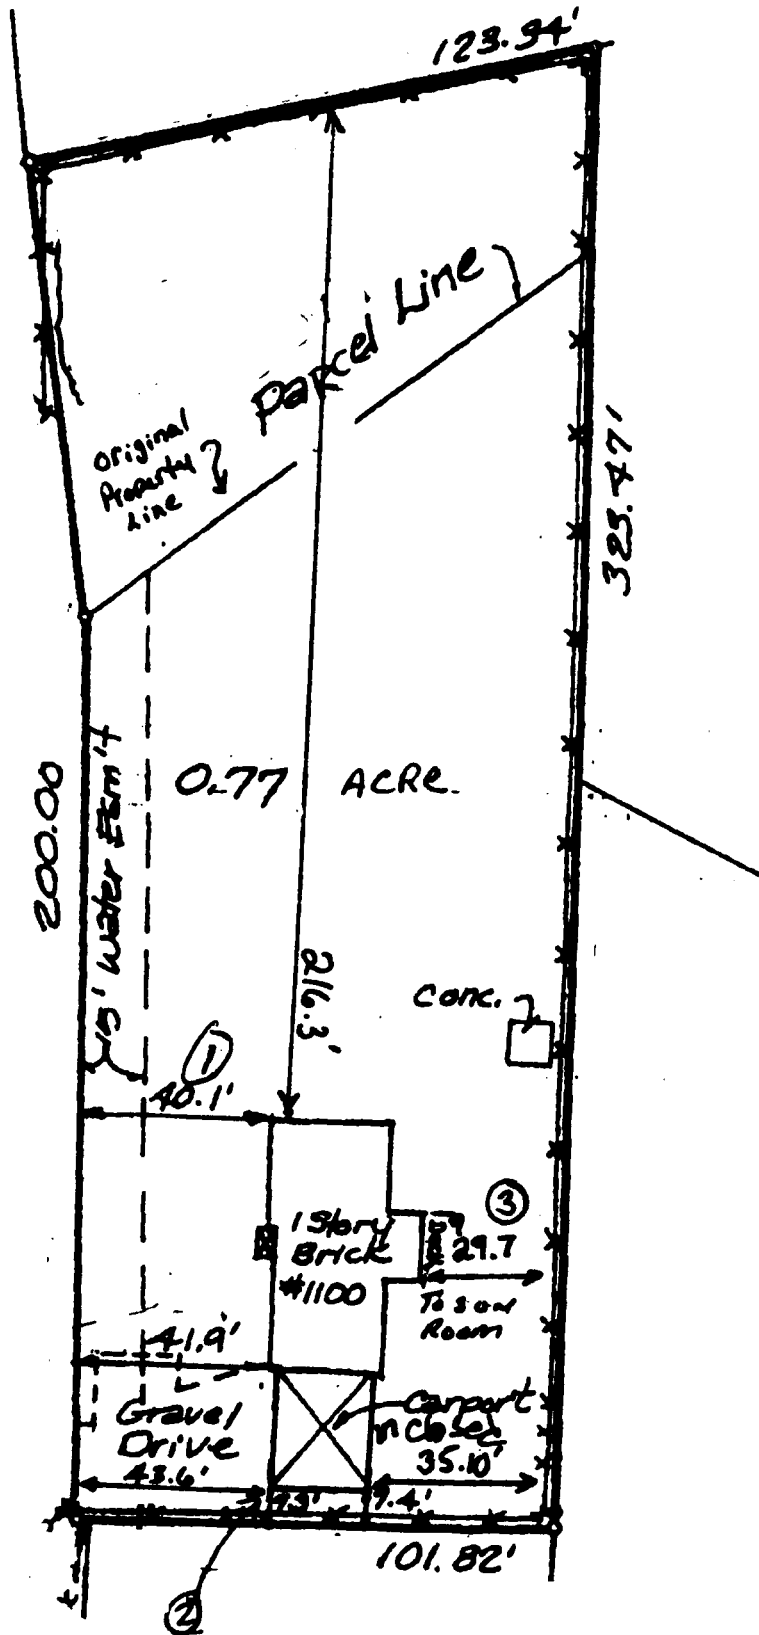 123.94'
Parcel Line
Original
Property
Line
323.47'
200.00
15' Water Esm't
0.77 ACRE.
216.3'
Conc.
1
40.1'
3
1 Story
Brick
#1100
29.7
To Sun
Room
41.9'
Gravel
Drive
Carport
nclosed
43.6'
35.10'
9.4'
101.82'
2